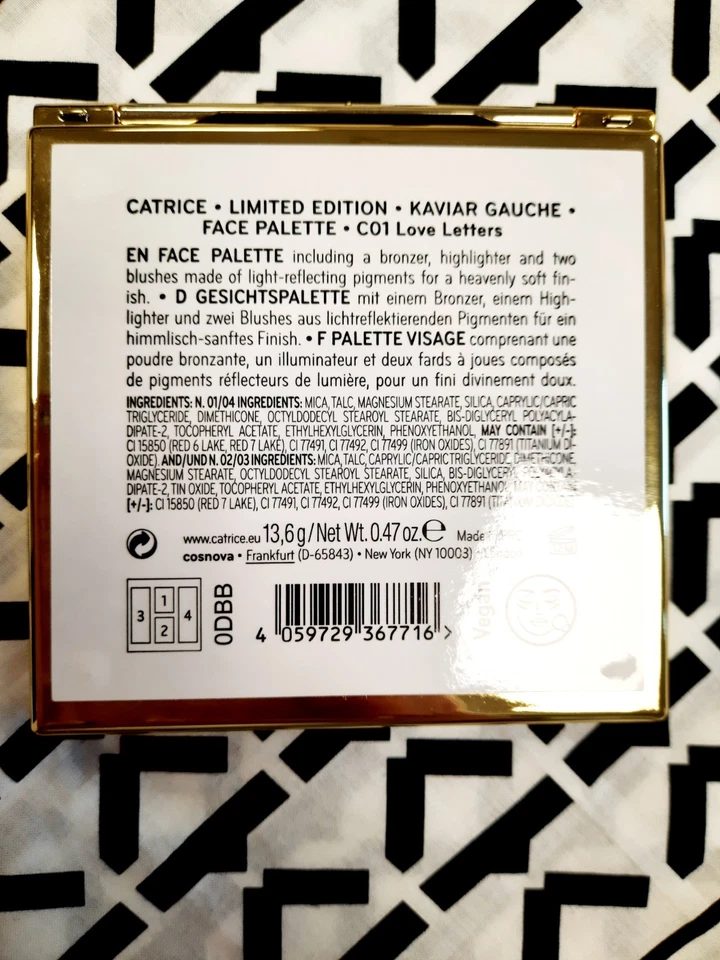 CATRICE • LIMITED EDITION • KAVIAR GAUCHE •
FACE PALETTE • C01 Love Letters
EN FACE PALETTE including a bronzer, highlighter and two
blushes made of light-reflecting pigments for a heavenly soft fin-
ish. • D GESICHTSPALETTE mit einem Bronzer, einem High-
lighter und zwei Blushes aus lichtreflektierenden Pigmenten für ein
himmlisch-sanftes Finish. • F PALETTE VISAGE comprenant une
poudre bronzante, un illuminateur et deux fards à joues composés
de pigments réflecteurs de lumière, pour un fini divinement doux.
INGREDIENTS: N. 01/04 INGREDIENTS: MICA, TALC, MAGNESIUM STEARATE, SILICA, CAPRYLIC/CAPRIC
TRIGLYCERIDE, DIMETHICONE, OCTYLDODECYL STEAROYL STEARATE, BIS-DIGLYCERYL POLYACYLA-
DIPATE-2, TOCOPHERYL ACETATE, ETHYLHEXYLGLYCERIN, PHENOXYETHANOL, MAY CONTAIN [+/-]:
CI 15850 (RED 6 LAKE, RED 7 LAKE), CI 77491, CI 77492, CI 77499 (IRON OXIDES), CI 77891 (TITANIUM DI-
OXIDE). AND/UND N. 02/03 INGREDIENTS: MICA, TALC, CAPRYLIC/CAPRIC TRIGLYCERIDE, DIMETHICONE,
MAGNESIUM STEARATE, OCTYLDODECYL STEAROYL STEARATE, SILICA, BIS-DIGLYCERYL POLYACYLA-
DIPATE-2, TIN OXIDE, TOCOPHERYL ACETATE, ETHYLHEXYLGLYCERIN, PHENOXYETHANOL, MAY CONTAIN
[+/-]: CI 15850 (RED 7 LAKE), CI 77491, CI 77492, CI 77499 (IRON OXIDES), CI 77891 (TITANIUM DIOXIDE).
www.catrice.eu 13,6 g/Net Wt. 0.47 oz. e Made
cosnova • Frankfurt (D-65843) • New York (NY 10003) • London
3 1 2 4
0DBB
4 059729 367716 >
Vegan